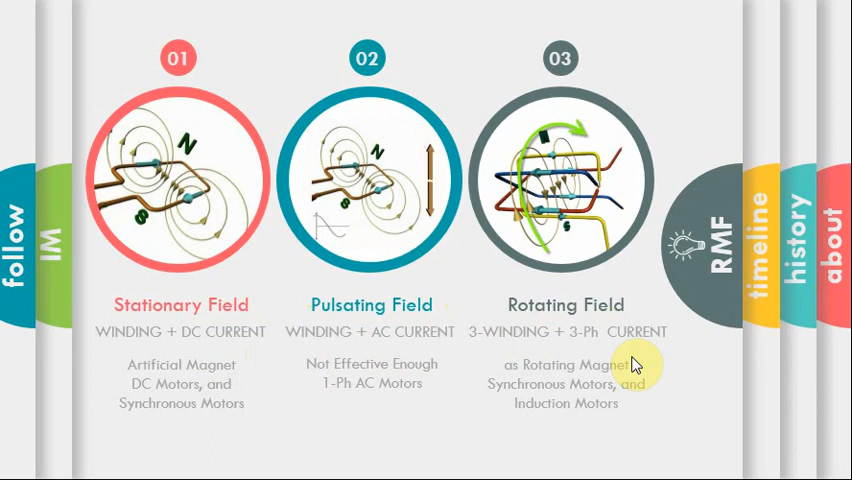 01
02
03
N
S
N
S
S
Stationary Field
WINDING + DC CURRENT
Artificial Magnet
DC Motors, and
Synchronous Motors
Pulsating Field
WINDING + AC CURRENT
Not Effective Enough
1-Ph AC Motors
Rotating Field
3-WINDING + 3-Ph CURRENT
as Rotating Magnet
Synchronous Motors, and
Induction Motors
follow
IM
RMF
timeline
history
about